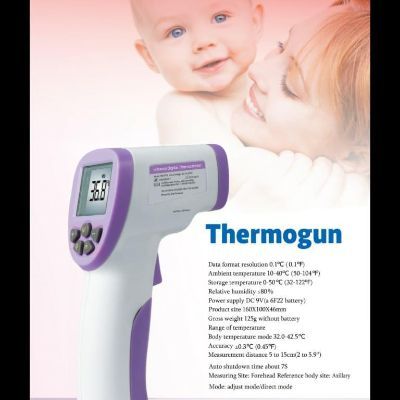 36.8
Thermogun
Data format resolution 0.1℃ (0.1℉)
Ambient temperature 10-40℃ (50-104℉)
Storage temperature 0-50℃ (32-122℉)
Relative humidity ≥80%
Power supply DC 9V(a 6F22 battery)
Product size 160X100X46mm
Gross weight 125g without battery
Range of temperature
Body temperature mode 32.0-42.5℃
Accuracy ±0.3℃ (0.45℉)
Measurement distance 5 to 15cm(2 to 5.9")
Auto shutdown time about 7S
Measuring Site: Forehead Reference body site: Axillary
Mode: adjust mode/direct mode